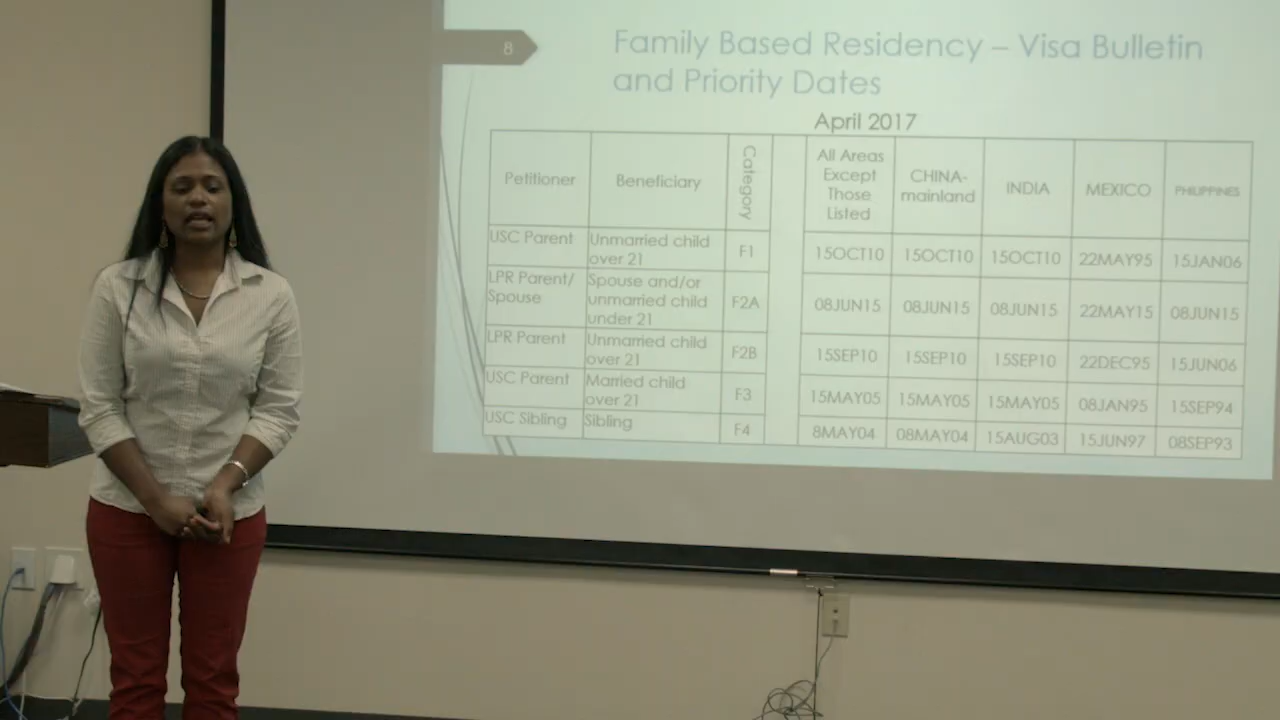 8
Family Based Residency – Visa Bulletin
and Priority Dates
April 2017
Petitioner
Beneficiary
Category
All Areas
Except
Those
Listed
CHINA-
mainland
INDIA
MEXICO
PHILIPPINES
USC Parent
Unmarried child
over 21
F1
15OCT10
15OCT10
15OCT10
22MAY95
15JAN06
LPR Parent/
Spouse
Spouse and/or
unmarried child
under 21
F2A
08JUN15
08JUN15
08JUN15
22MAY15
08JUN15
LPR Parent
Unmarried child
over 21
F2B
15SEP10
15SEP10
15SEP10
22DEC95
15JUN06
USC Parent
Married child
over 21
F3
15MAY05
15MAY05
15MAY05
08JAN95
15SEP94
USC Sibling
Sibling
F4
8MAY04
08MAY04
15AUG03
15JUN97
08SEP93